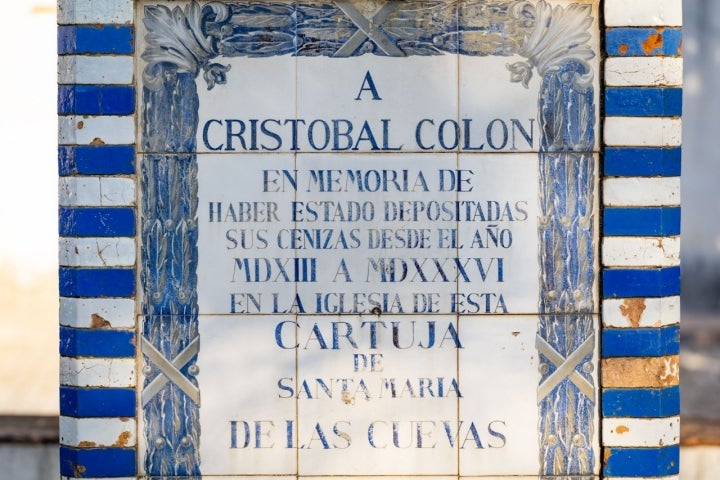 A
CRISTOBAL COLON
EN MEMORIA DE
HABER ESTADO DEPOSITADAS
SUS CENIZAS DESDE EL AÑO
MDXIII A MDXXXVI
EN LA IGLESIA DE ESTA
CARTUJA
DE
SANTA MARIA
DE LAS CUEVAS